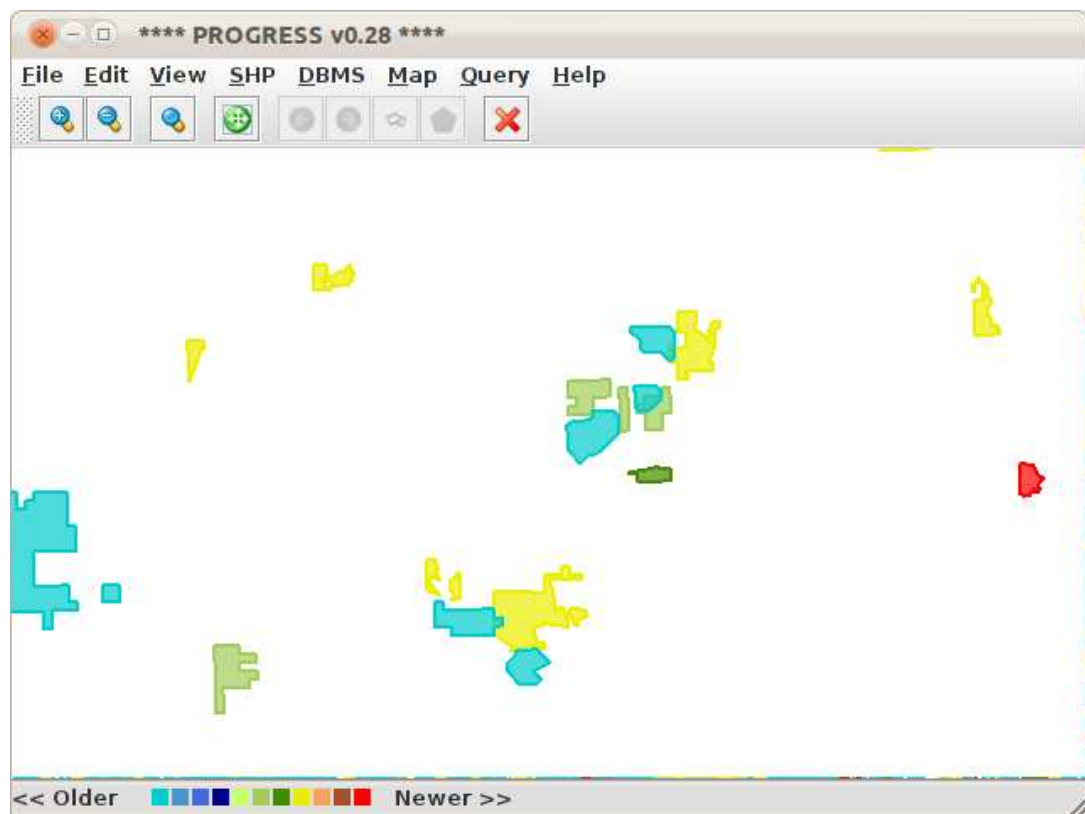 **** PROGRESS v0.28 ****
File Edit View SHP DBMS Map Query Help
<< Older Newer >>